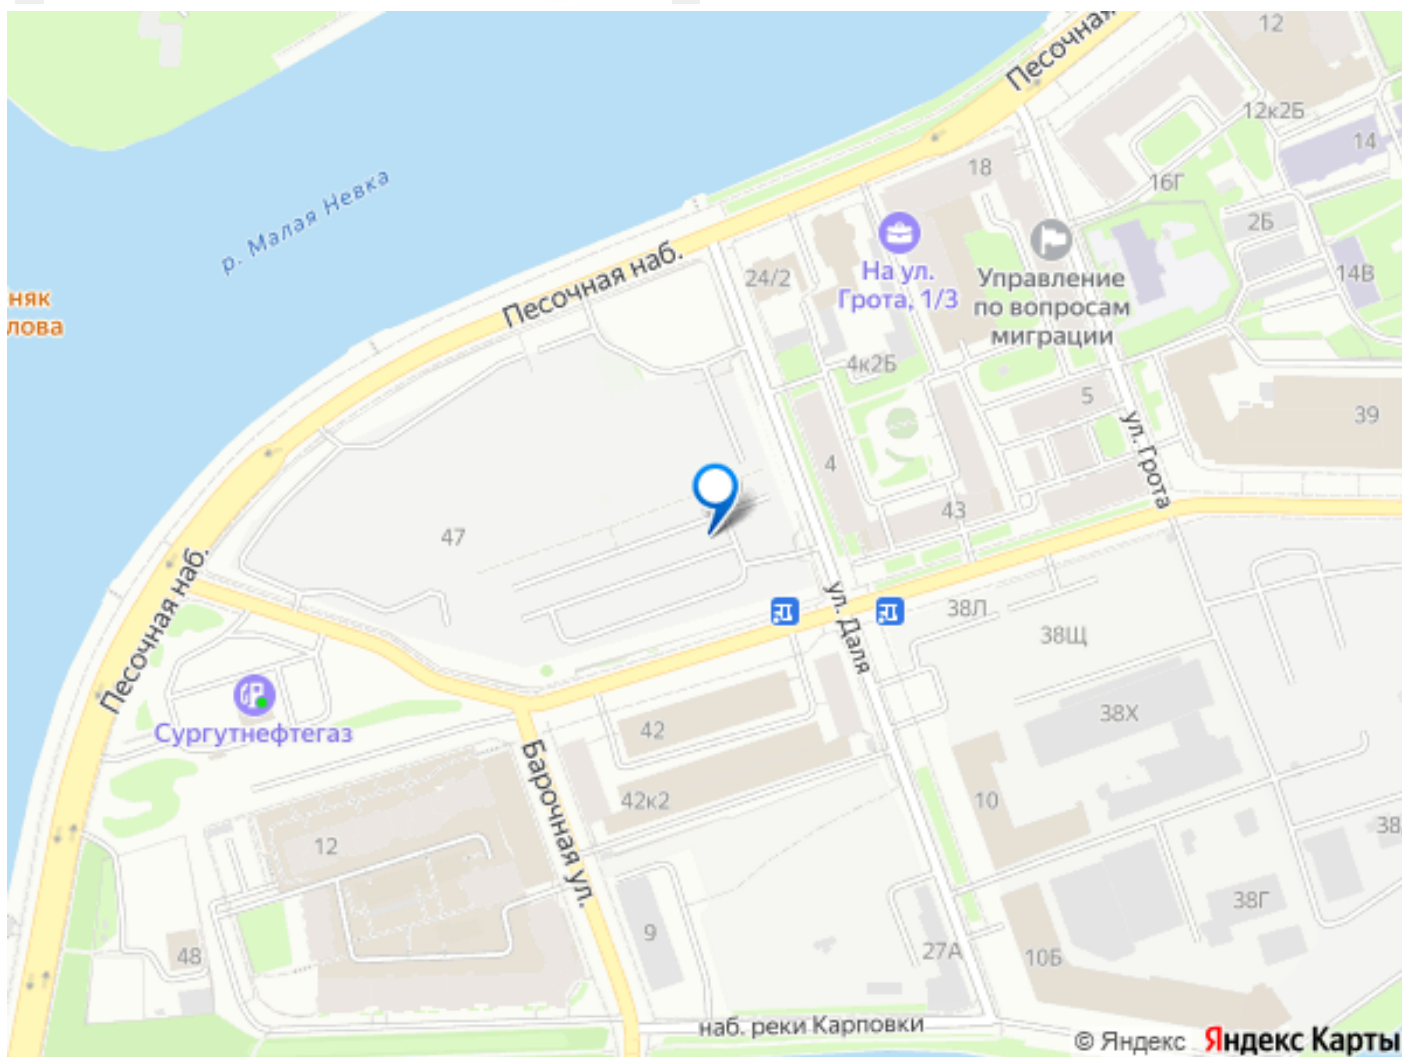 Песочная
12
12к2Б
14
18
16Г
р. Малая Невка
2Б
Песочная наб.
24/2
На ул.
Грота, 1/3
Управление
по вопросам
миграции
14В
няк
лова
4к2Б
5
39
ул. Грота
4
43
47
Песочная наб.
ул. Даля
38Л
38Щ
Сургутнефтегаз
42
38Х
Барочная ул.
42к2
10
38
12
38Г
9
27А
48
10Б
наб. реки Карповки
© Яндекс Яндекс Карты